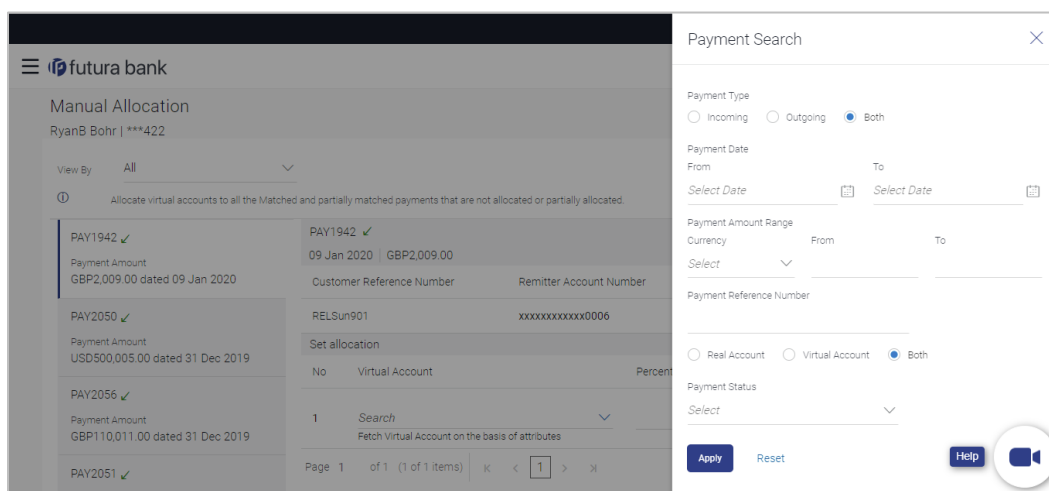 futura bank
Manual Allocation
RyanB Bohr | ***422
View By All
Allocate virtual accounts to all the Matched and partially matched payments that are not allocated or partially allocated.
PAY1942
Payment Amount
GBP2,009.00 dated 09 Jan 2020
PAY2050
Payment Amount
USD500,005.00 dated 31 Dec 2019
PAY2056
Payment Amount
GBP110,011.00 dated 31 Dec 2019
PAY2051
PAY1942
09 Jan 2020 | GBP2,009.00
Customer Reference Number Remitter Account Number
RELSun901 xxxxxxxxxxxx0006
Set allocation
No Virtual Account Percent
1 Search
Fetch Virtual Account on the basis of attributes
Page 1 of 1 (1 of 1 items) 1
Payment Search
Payment Type
Incoming Outgoing Both
Payment Date
From To
Select Date Select Date
Payment Amount Range
Currency From To
Select
Payment Reference Number
Real Account Virtual Account Both
Payment Status
Select
Apply Reset Help